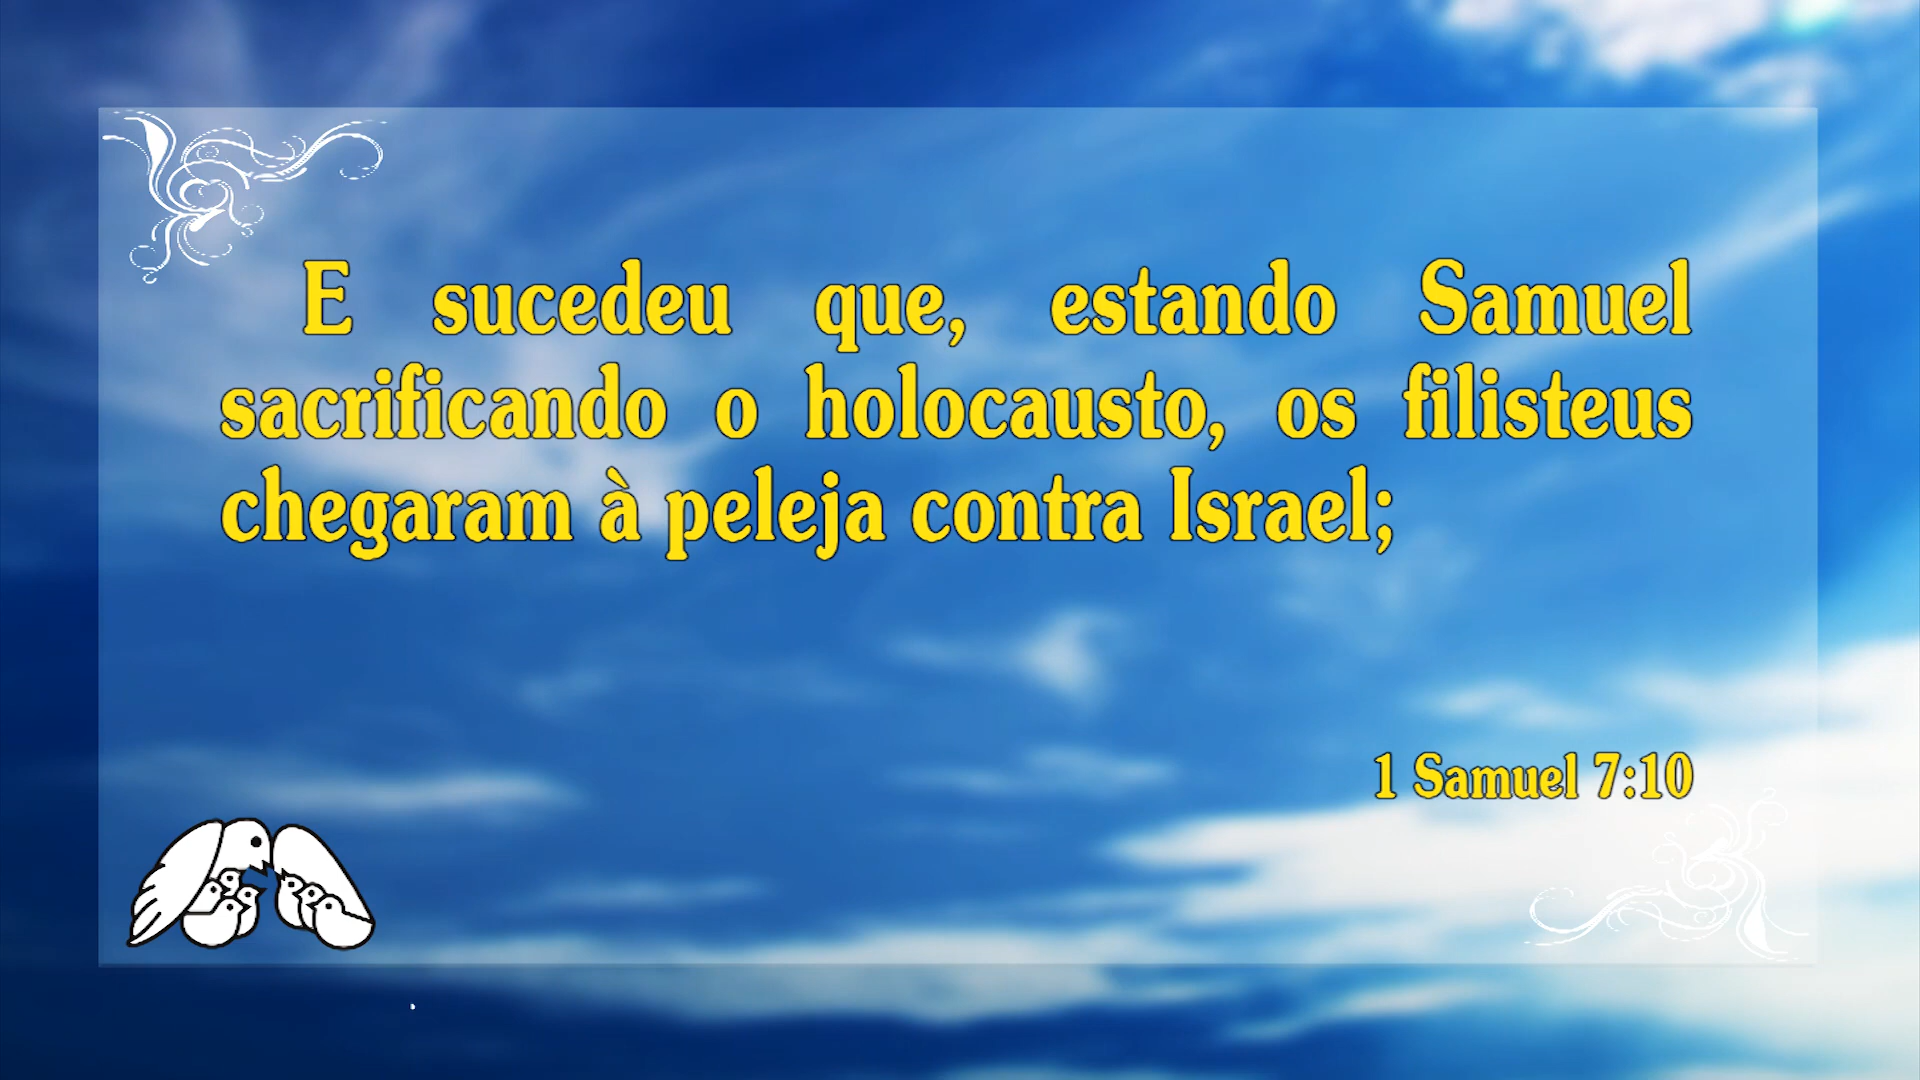 E sucedeu que, estando Samuel
sacrificando o holocausto, os filisteus
chegaram à peleja contra Israel;
1 Samuel 7:10